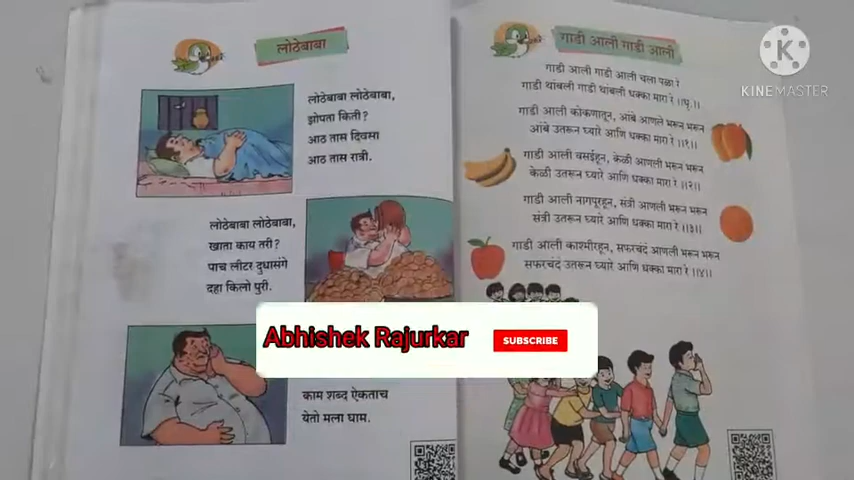 लोठेबाबा
लोठेबाबा लोठेबाबा,
झोपता किती?
आठ तास दिवसा
आठ तास रात्री.
लोठेबाबा लोठेबाबा,
खाता काय तरी?
पाच लीटर दुधासंगे
दहा किलो पुरी.
काम शब्द ऐकताच
येतो मला घाम.
गाडी आली गाडी आली
गाडी आली गाडी आली चला पळा रे
गाडी थांबली गाडी थांबली धक्का मारा रे ॥धृ.॥
गाडी आली कोकणातून, आंबे आणले भरून भरून
आंबे उतरून घ्यारे आणि धक्का मारा रे ॥१॥
गाडी आली वसईहून, केळी आणली भरून भरून
केळी उतरून घ्यारे आणि धक्का मारा रे ॥२॥
गाडी आली नागपूरहून, संत्री आणली भरून भरून
संत्री उतरून घ्यारे आणि धक्का मारा रे ॥३॥
गाडी आली काश्मीरहून, सफरचंदं आणली भरून भरून
सफरचंदं उतरून घ्यारे आणि धक्का मारा रे ॥४॥
K
KINEMASTER
Abhishek Rajurkar
SUBSCRIBE